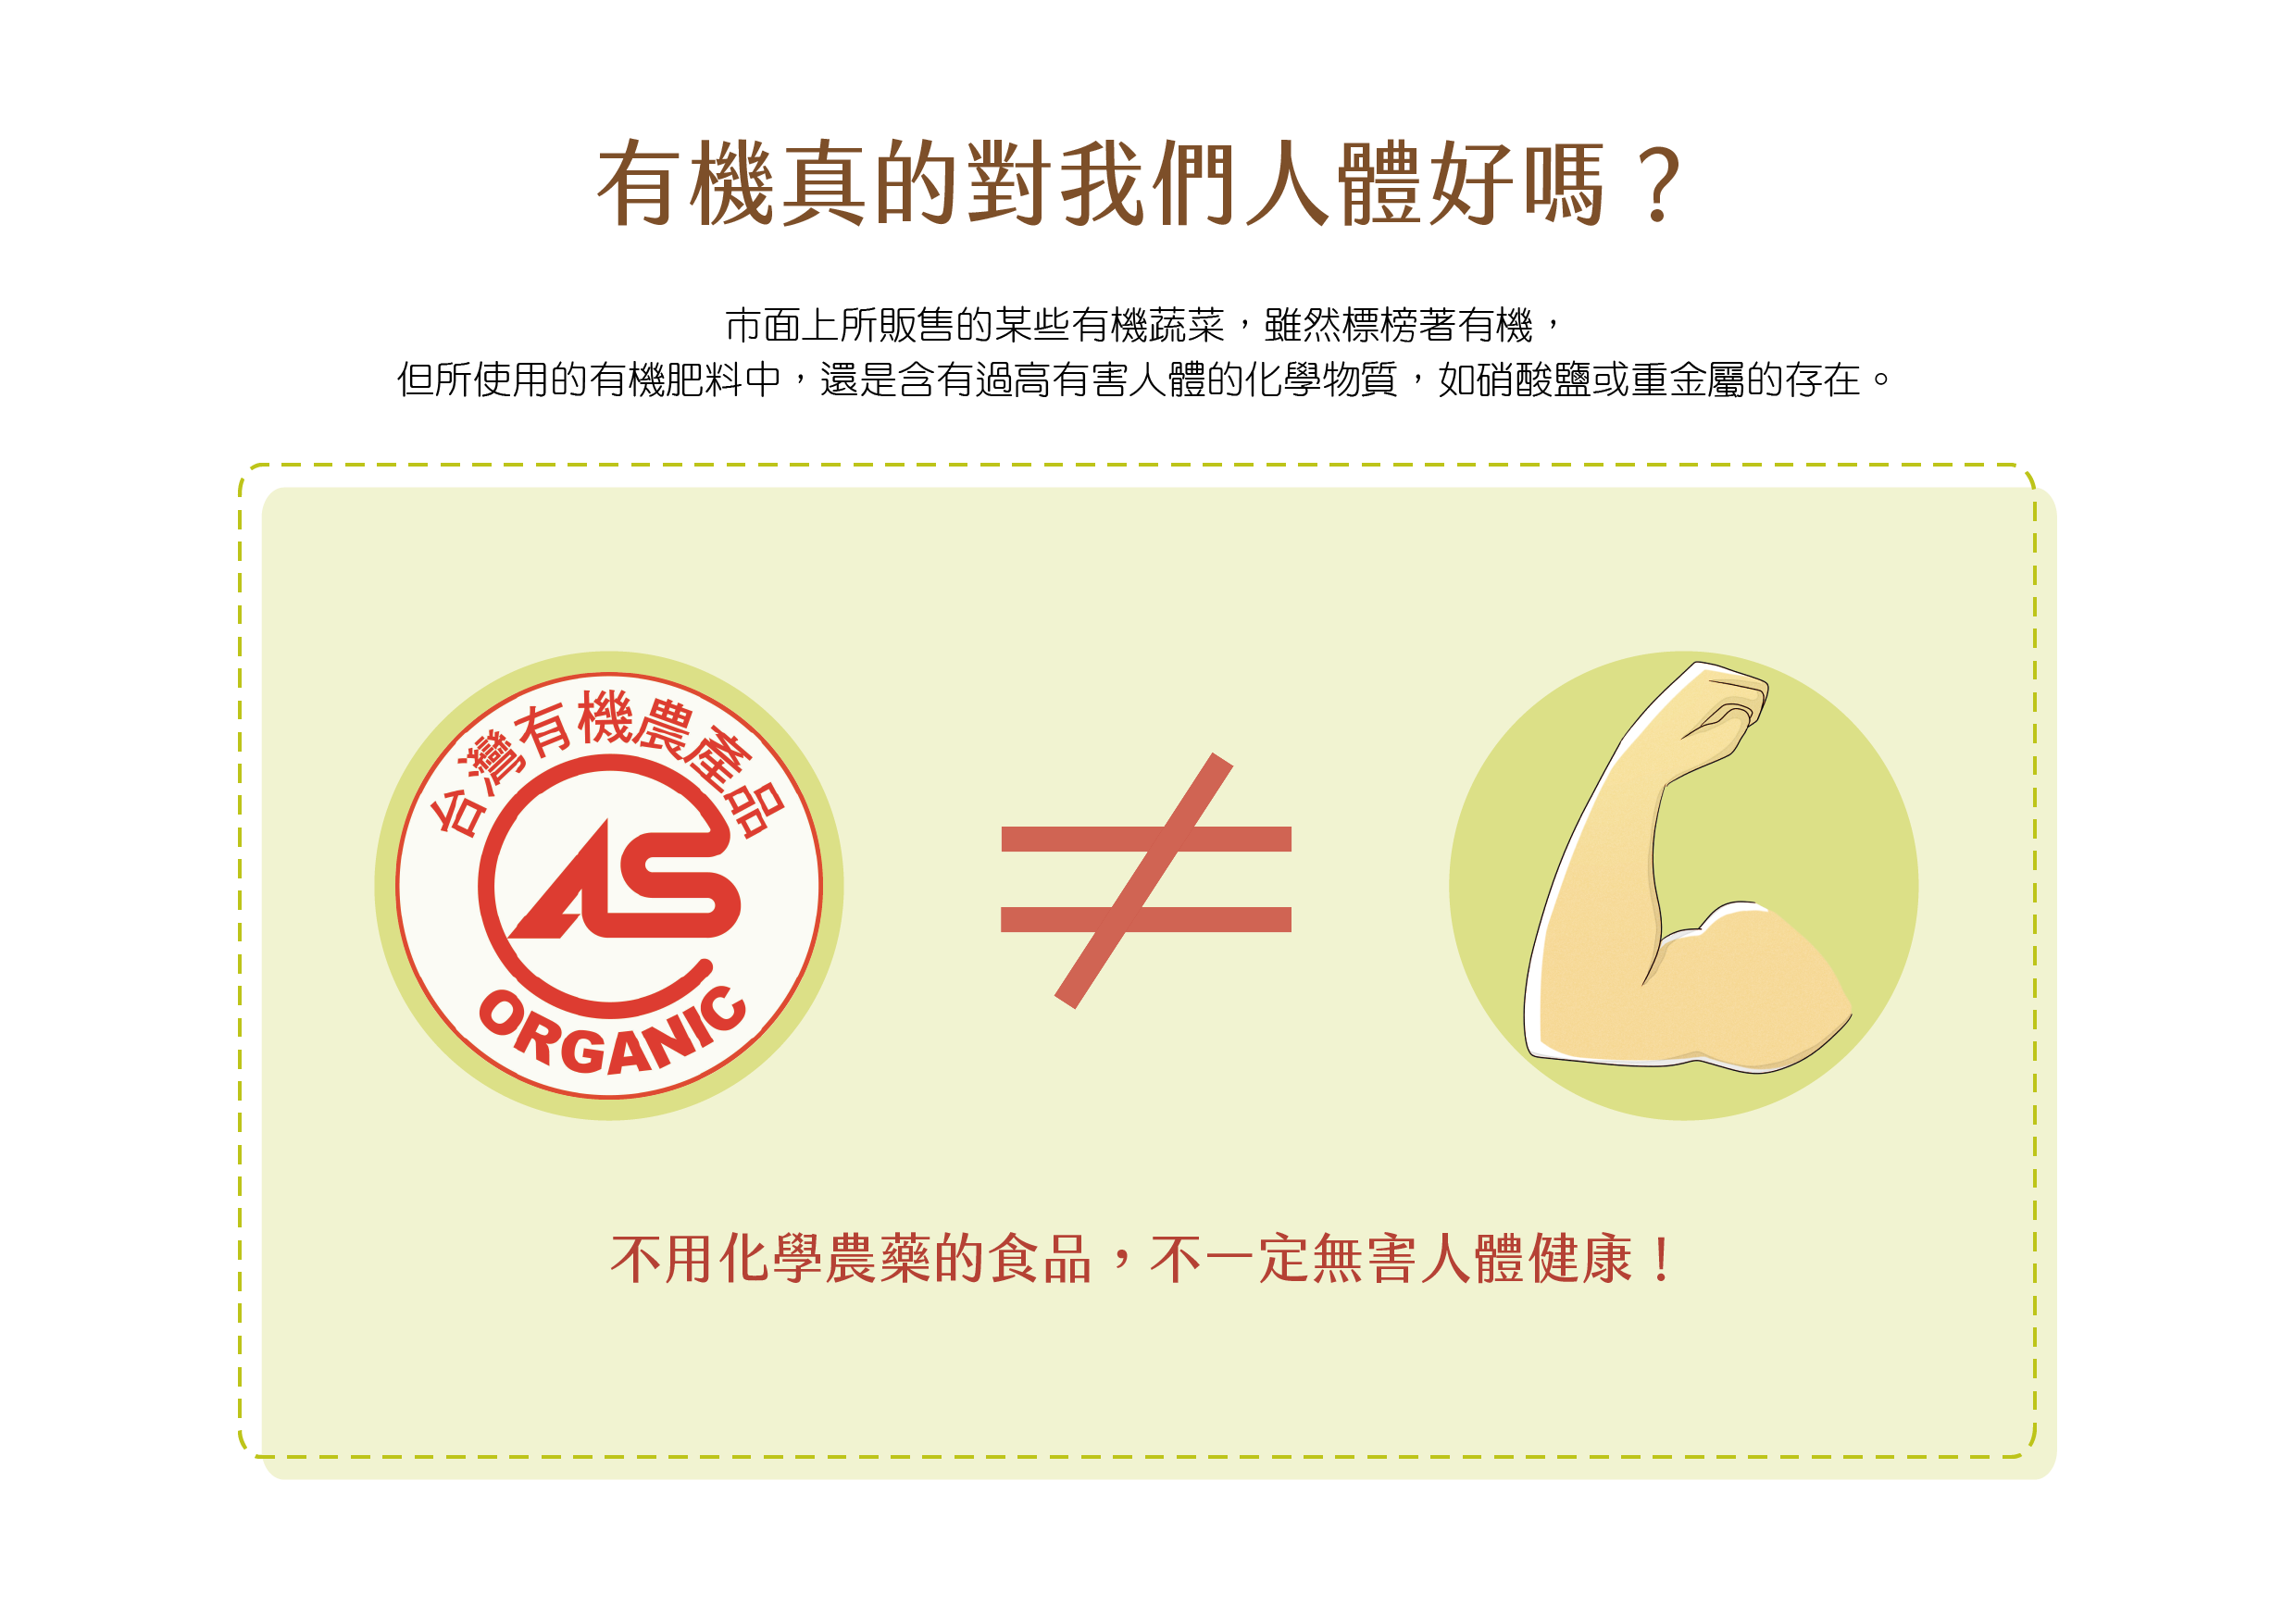 有機真的對我們人體好嗎？
市面上所販售的某些有機蔬菜，雖然標榜著有機，
但所使用的有機肥料中，還是含有過高有害人體的化學物質，如硝酸鹽或重金屬的存在。
台灣有機農產品
AS
ORGANIC
≠
不用化學農藥的食品，不一定無害人體健康！